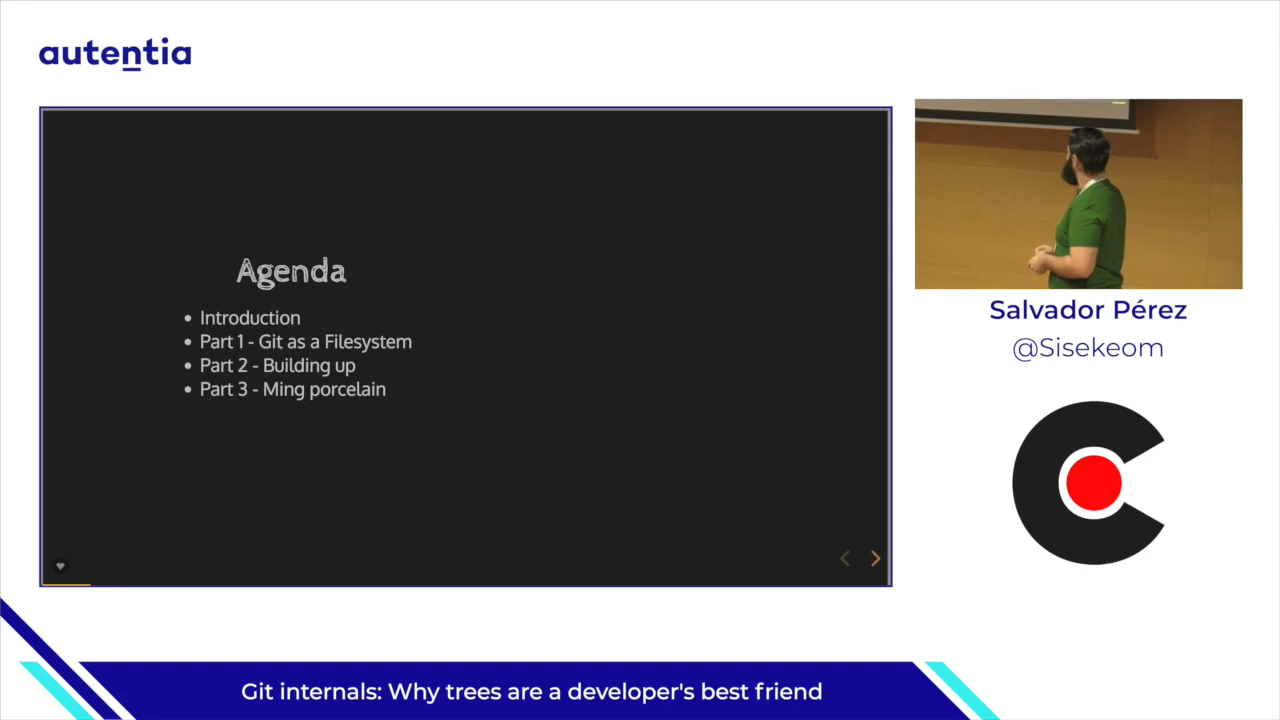 autentia
Agenda
• Introduction
• Part 1 - Git as a Filesystem
• Part 2 - Building up
• Part 3 - Ming porcelain
Salvador Pérez
@Sisekeom
Git internals: Why trees are a developer's best friend